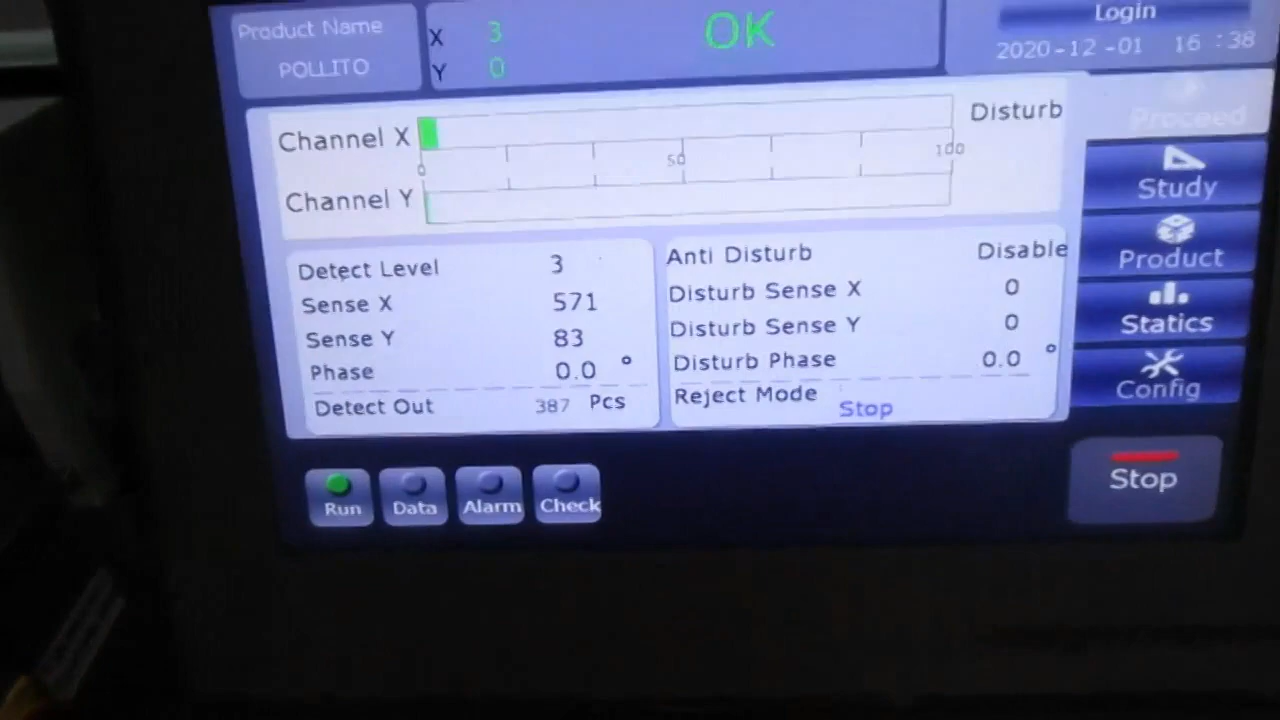 Product Name
POLLITO
X 3
Y 0
OK
Login
2020-12-01 16:38
Channel X
Disturb
0 50 100
Channel Y
Proceed
Study
Product
Statics
Config
Detect Level 3
Sense X 571
Sense Y 83
Phase 0.0 °
Detect Out 387 Pcs
Anti Disturb Disable
Disturb Sense X 0
Disturb Sense Y 0
Disturb Phase 0.0 °
Reject Mode Stop
Run
Data
Alarm
Check
Stop